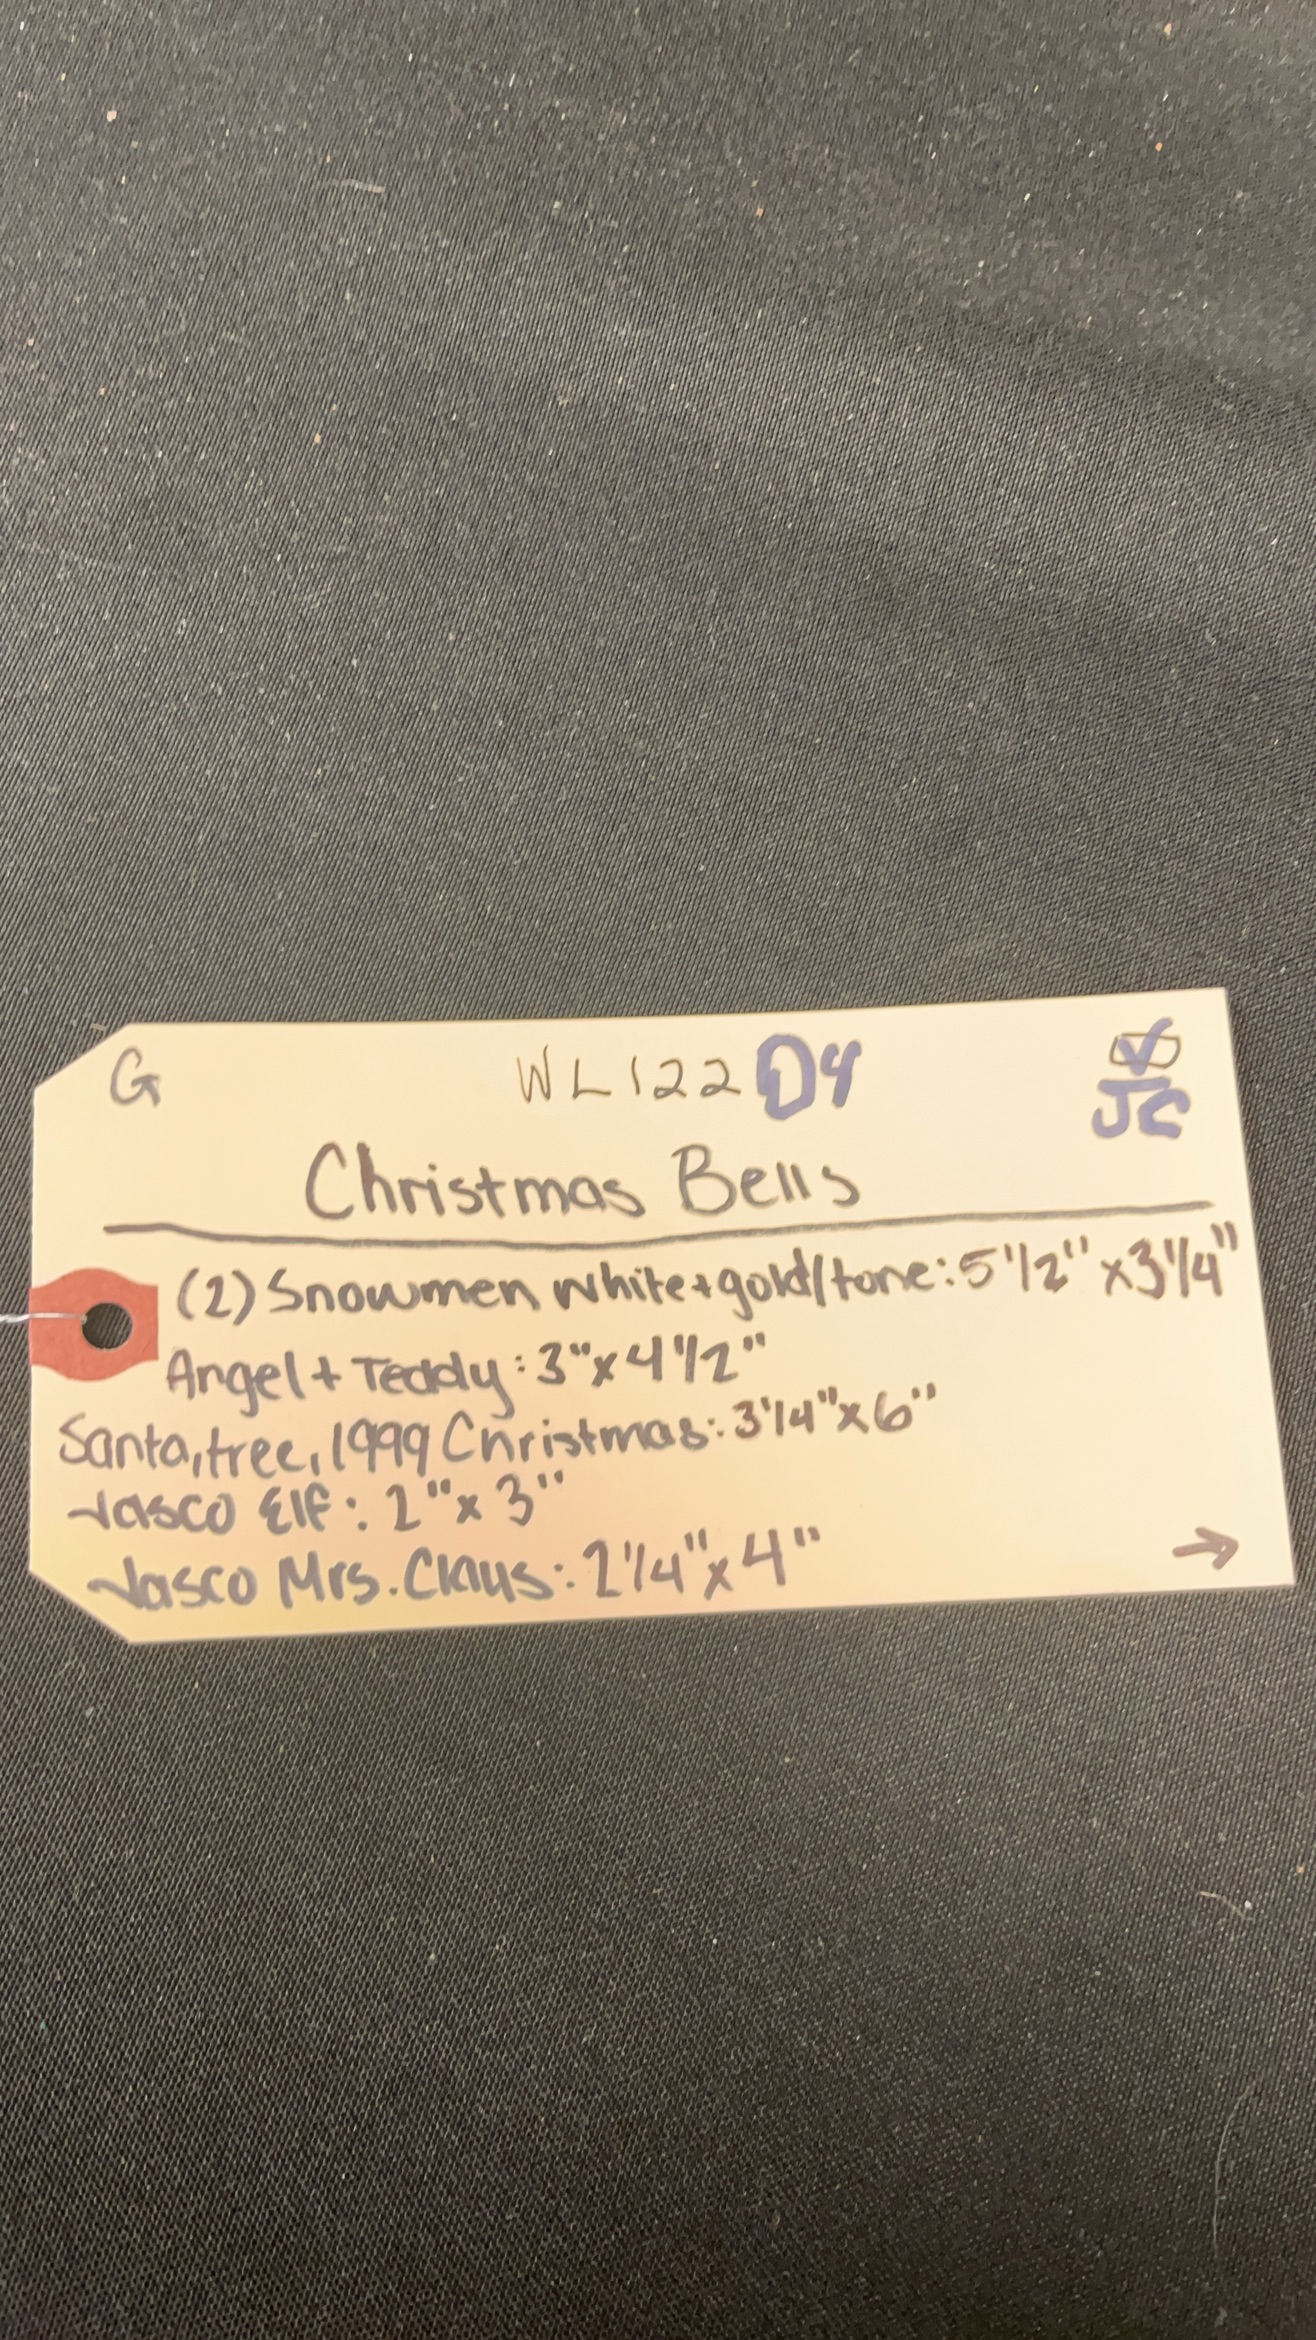 G WL122 D4
JC
Christmas Bells
(2) Snowmen white + gold/tone: 5 1/2" x 3 1/4"
Angel + Teddy: 3" x 4 1/2"
Santa, tree, 1999 Christmas: 3 1/4" x 6"
Jasco Elf: 2" x 3"
Jasco Mrs. Claus: 2 1/4" x 4"
→